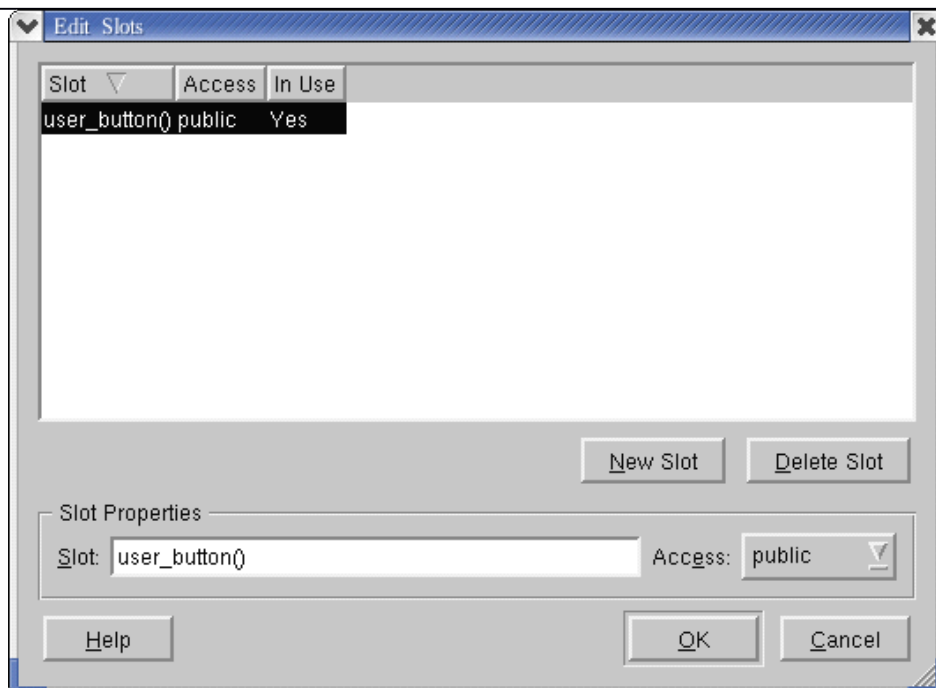 Edit Slots
Slot Access In Use
user_button() public Yes
New Slot Delete Slot
Slot Properties
Slot: user_button() Access: public
Help OK Cancel